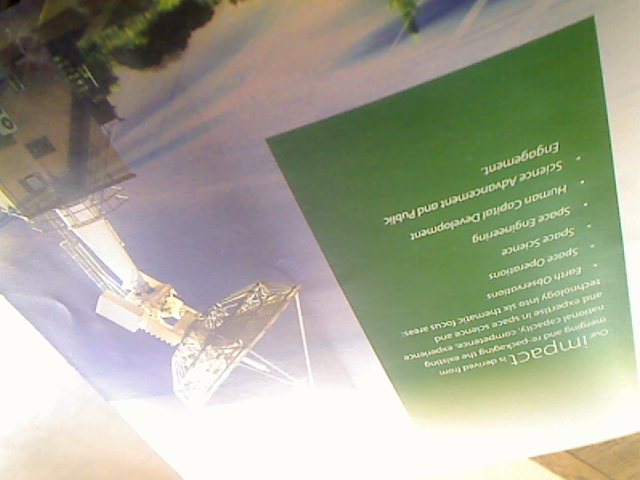 Our impact is derived from
merging and re-packaging the existing
national capacity, competence, experience
and expertise in space science and
technology into six thematic focus areas:
• Earth Observations
• Space Operations
• Space Science
• Space Engineering
• Human Capital Development
• Science Advancement and Public
Engagement.